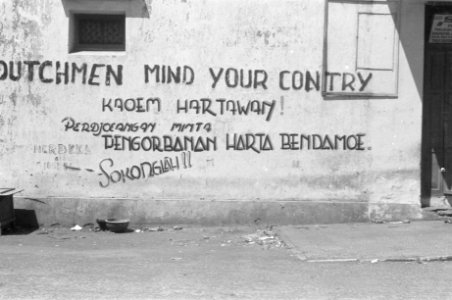 DUTCHMEN MIND YOUR CONTRY
KAOEM HARTAWAN!
PERDJOEANGAN MINTA
PENGORBANAN HARTA BENDAMOE.
MERDEKA
SOKONGLAH!!